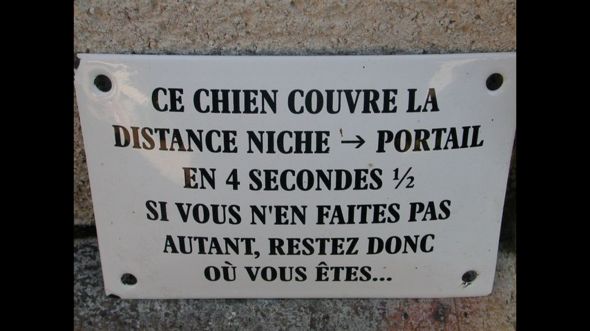 CE CHIEN COUVRE LA
DISTANCE NICHE → PORTAIL
EN 4 SECONDES ½
SI VOUS N'EN FAITES PAS
AUTANT, RESTEZ DONC
OÙ VOUS ÊTES...